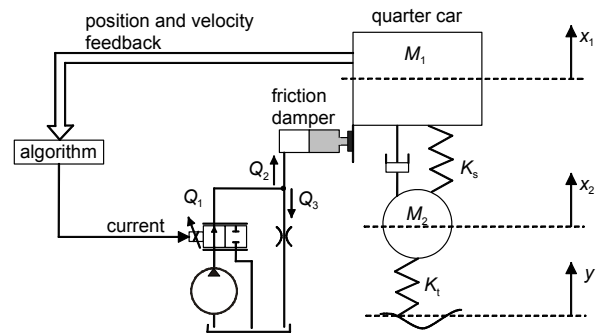 position and velocity
feedback
quarter car
M1
x1
friction
damper
algorithm
Q2
Ks
Q1
Q3
M2
x2
current
Kt
y